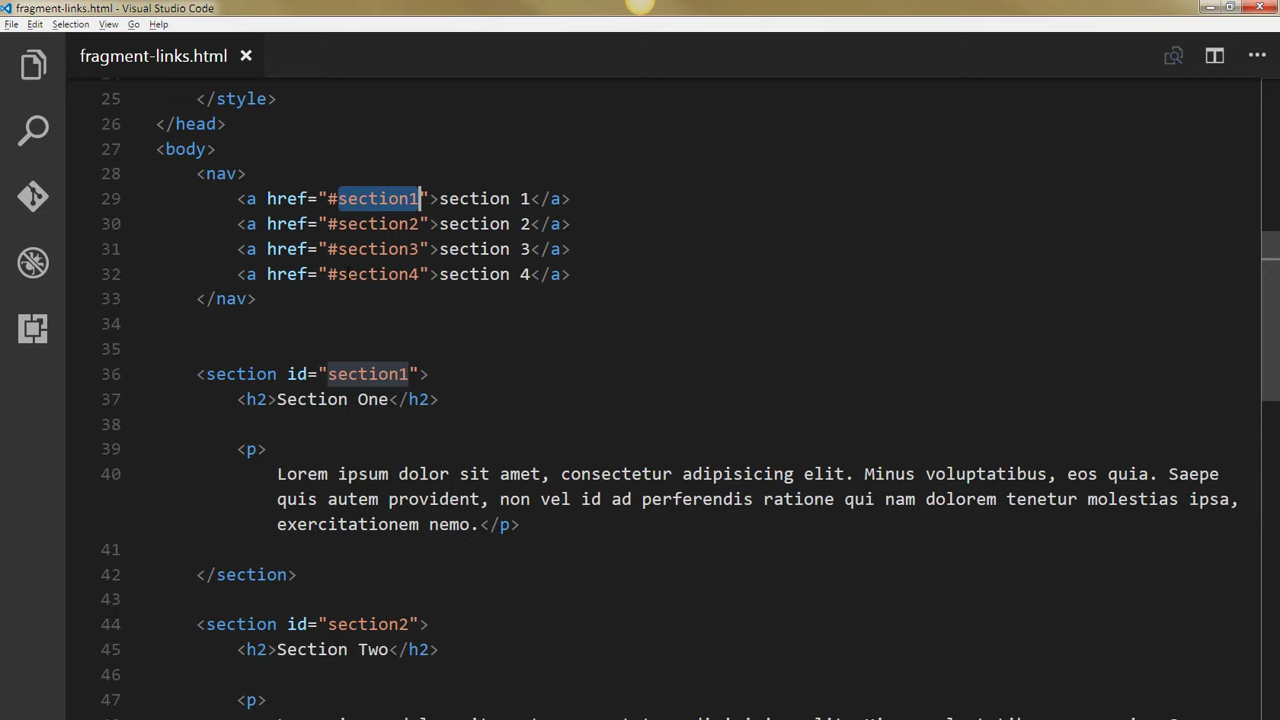 fragment-links.html - Visual Studio Code
File Edit Selection View Go Help
fragment-links.html
25 </style>
26 </head>
27 <body>
28 <nav>
29 <a href="#section1">section 1</a>
30 <a href="#section2">section 2</a>
31 <a href="#section3">section 3</a>
32 <a href="#section4">section 4</a>
33 </nav>
34
35
36 <section id="section1">
37 <h2>Section One</h2>
38
39 <p>
40 Lorem ipsum dolor sit amet, consectetur adipisicing elit. Minus voluptatibus, eos quia. Saepe
quis autem provident, non vel id ad perferendis ratione qui nam dolorem tenetur molestias ipsa,
exercitationem nemo.</p>
41
42 </section>
43
44 <section id="section2">
45 <h2>Section Two</h2>
46
47 <p>